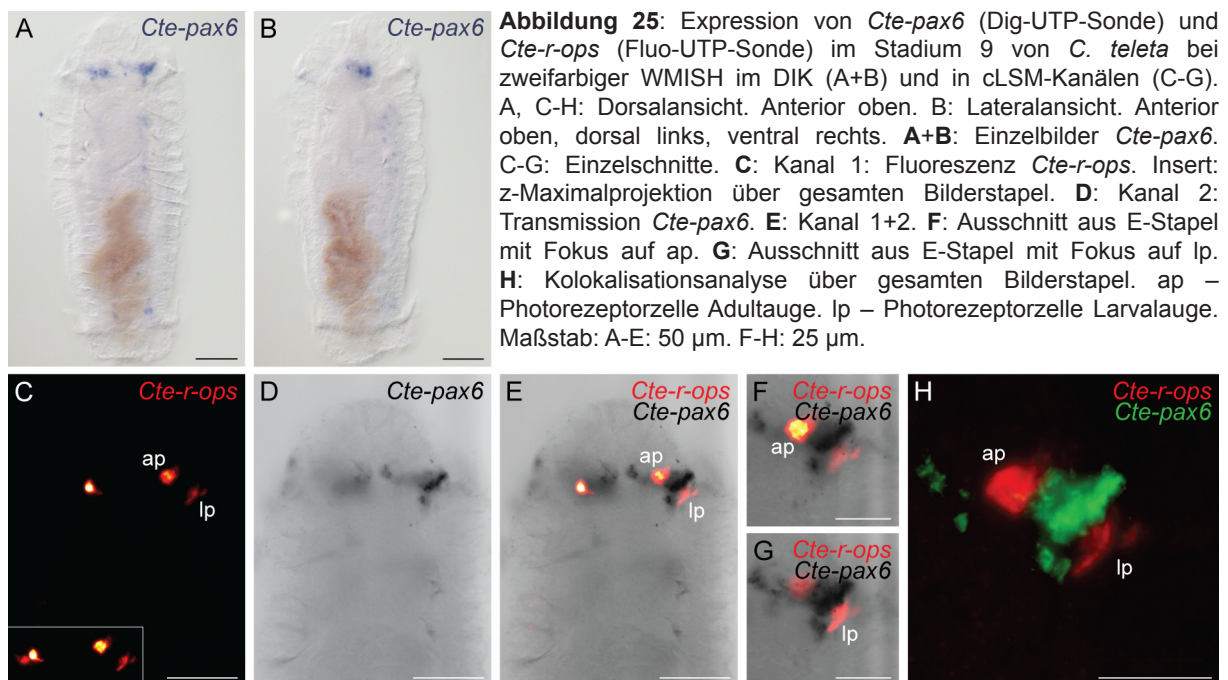 A
Cte-pax6
B
Cte-pax6
Abbildung 25: Expression von Cte-pax6 (Dig-UTP-Sonde) und
Cte-r-ops (Fluo-UTP-Sonde) im Stadium 9 von C. teleta bei
zweifarbiger WMISH im DIK (A+B) und in cLSM-Kanälen (C-G).
A, C-H: Dorsalansicht. Anterior oben. B: Lateralansicht. Anterior
oben, dorsal links, ventral rechts. A+B: Einzelbilder Cte-pax6.
C-G: Einzelschnitte. C: Kanal 1: Fluoreszenz Cte-r-ops. Insert:
z-Maximalprojektion über gesamten Bilderstapel. D: Kanal 2:
Transmission Cte-pax6. E: Kanal 1+2. F: Ausschnitt aus E-Stapel
mit Fokus auf ap. G: Ausschnitt aus E-Stapel mit Fokus auf lp.
H: Kolokalisationsanalyse über gesamten Bilderstapel. ap –
Photorezeptorzelle Adultauge. lp – Photorezeptorzelle Larvalauge.
Maßstab: A-E: 50 µm. F-H: 25 µm.
C
Cte-r-ops
ap
lp
D
Cte-pax6
E
Cte-r-ops
Cte-pax6
ap
lp
F
Cte-r-ops
Cte-pax6
ap
G
Cte-r-ops
Cte-pax6
lp
H
Cte-r-ops
Cte-pax6
ap
lp